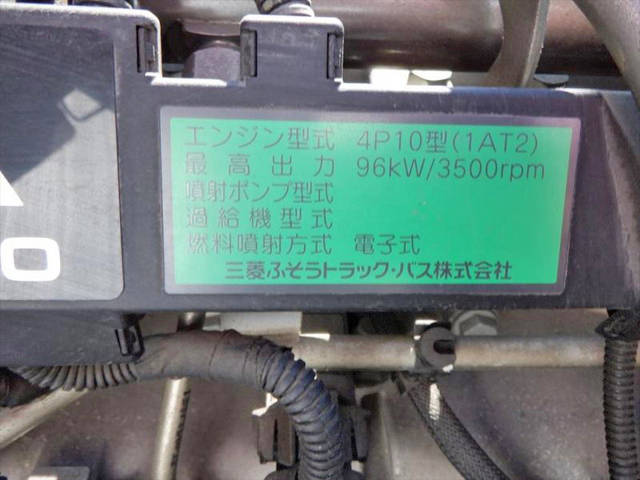 エンジン型式 4P10型(1AT2)
最高出力 96kW/3500rpm
噴射ポンプ型式
過給機型式
燃料噴射方式 電子式
三菱ふそうトラック・バス株式会社